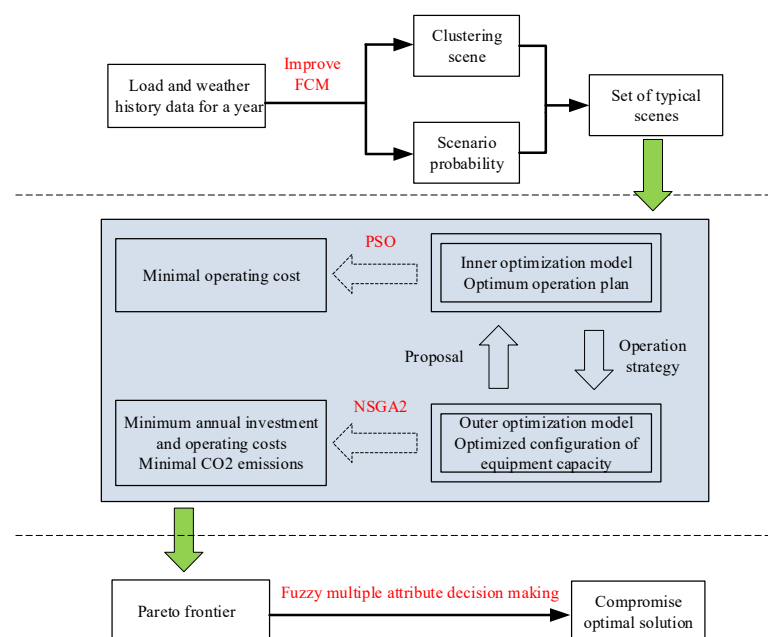 Load and weather
history data for a year
Improve
FCM
Clustering
scene
Scenario
probability
Set of typical
scenes
Minimal operating cost
PSO
Inner optimization model
Optimum operation plan
Proposal
Operation
strategy
Minimum annual investment
and operating costs
Minimal CO2 emissions
NSGA2
Outer optimization model
Optimized configuration of
equipment capacity
Pareto frontier
Fuzzy multiple attribute decision making
Compromise
optimal solution